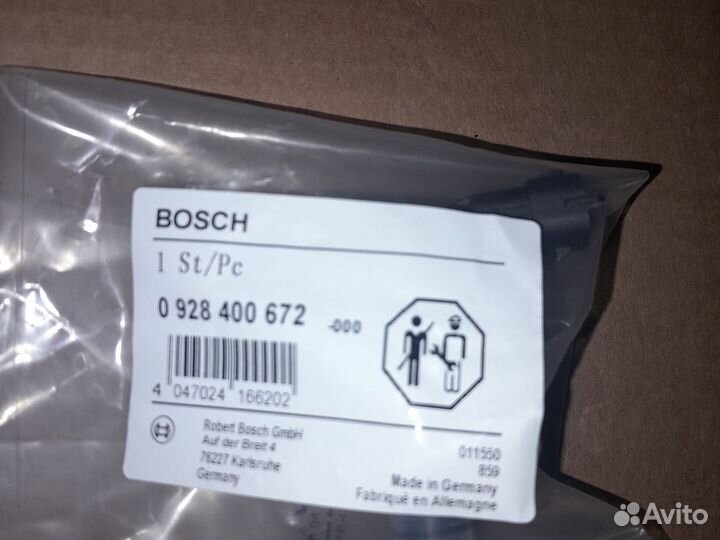 BOSCH
1 St/Pc
0 928 400 672 -000
4 047024 166202
Robert Bosch GmbH
Auf der Breit 4
76227 Karlsruhe
Germany
011550
859
Made in Germany
Fabriqué en Allemagne
Avito